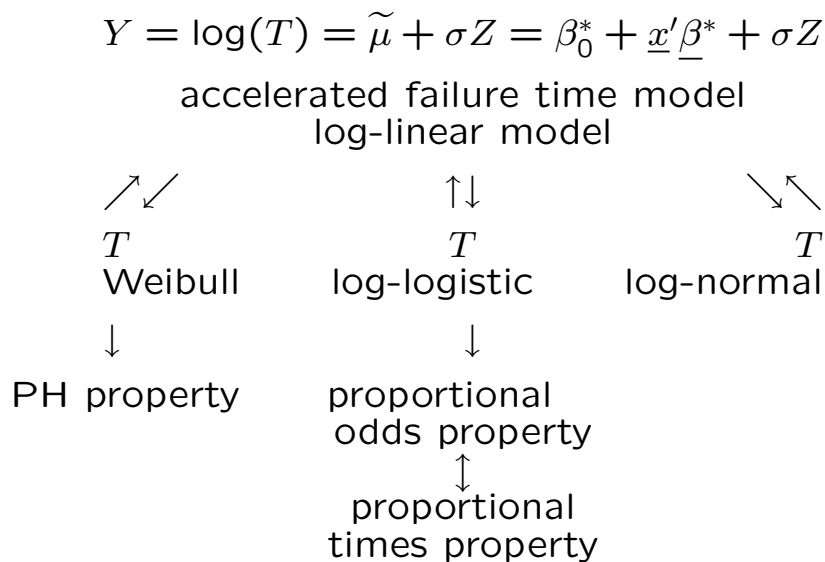 Y = log(T) = μ̃ + σZ = β₀* + x̲′β̲* + σZ
accelerated failure time model
log-linear model
↗↙ ↑↓ ↘↖
T T T
Weibull log-logistic log-normal
↓ ↓
PH property proportional
odds property
↕
proportional
times property